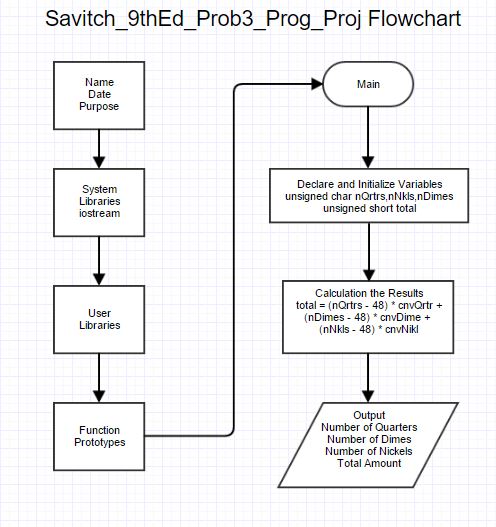 Savitch_9thEd_Prob3_Prog_Proj Flowchart
Name
Date
Purpose
System
Libraries
iostream
User
Libraries
Function
Prototypes
Main
Declare and Initialize Variables
unsigned char nQrtrs,nNkls,nDimes
unsigned short total
Calculation the Results
total = (nQrtrs - 48) * cnvQrtr +
(nDimes - 48) * cnvDime +
(nNkls - 48) * cnvNikl
Output
Number of Quarters
Number of Dimes
Number of Nickels
Total Amount